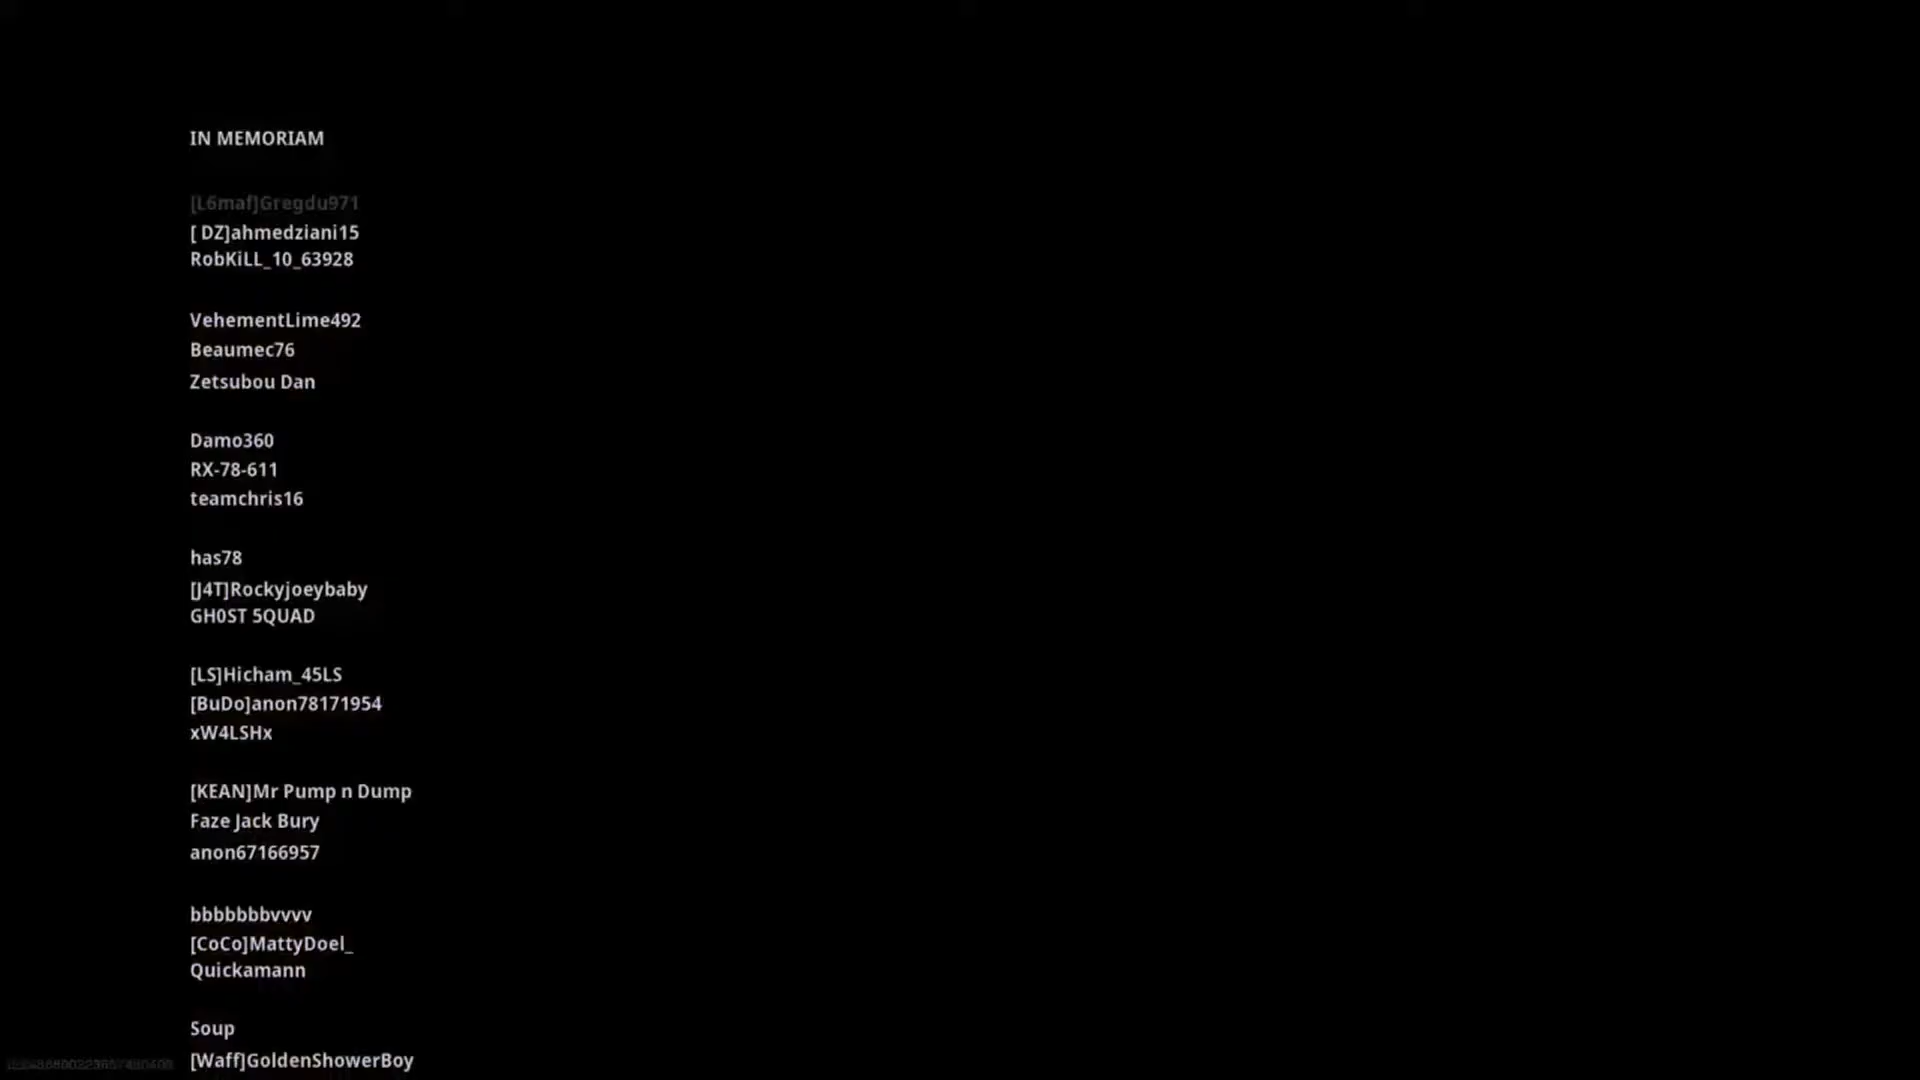 IN MEMORIAM
[L6maf]Gregdu971
[ DZ]ahmedziani15
RobKiLL_10_63928
VehementLime492
Beaumec76
Zetsubou Dan
Damo360
RX-78-611
teamchris16
has78
[J4T]Rockyjoeybaby
GH0ST 5QUAD
[LS]Hicham_45LS
[BuDo]anon78171954
xW4LSHx
[KEAN]Mr Pump n Dump
Faze Jack Bury
anon67166957
bbbbbbbvvvv
[CoCo]MattyDoel_
Quickamann
Soup
[Waff]GoldenShowerBoy